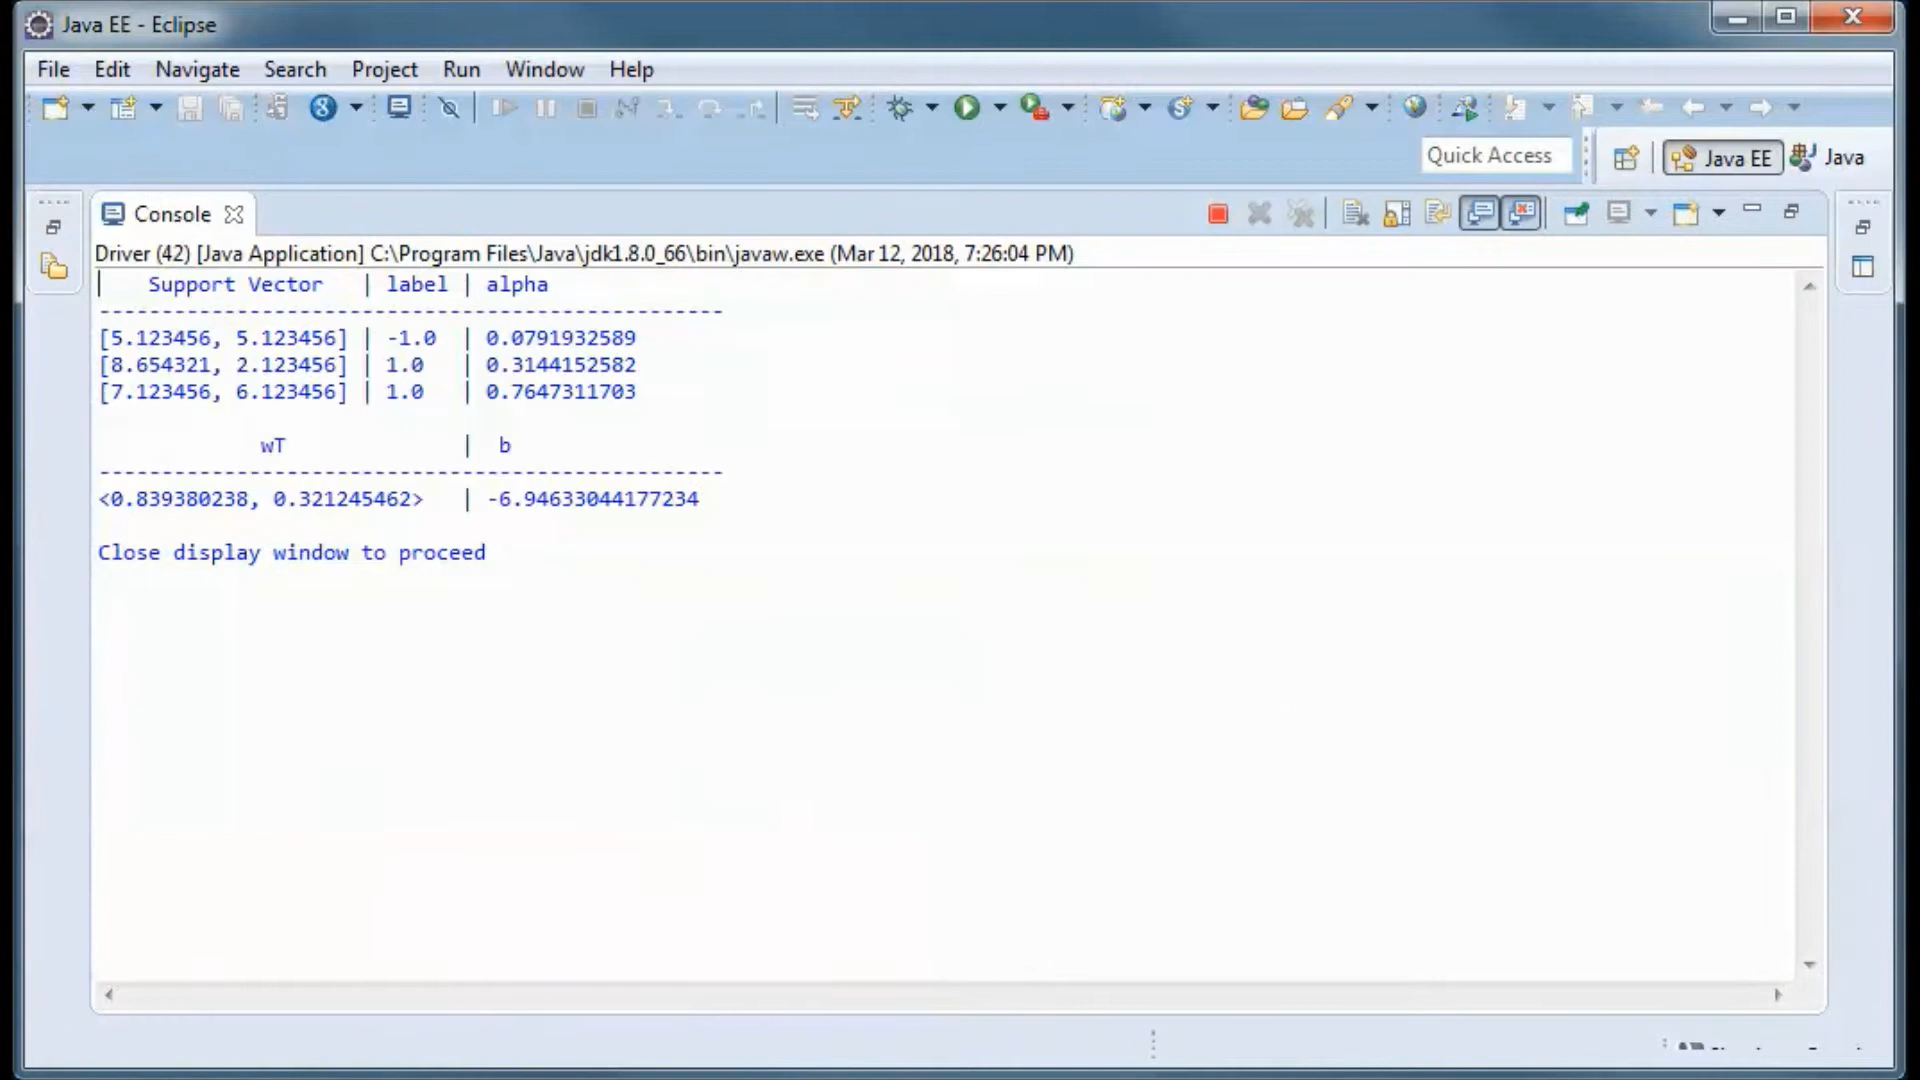 Java EE - Eclipse
File Edit Navigate Search Project Run Window Help
Quick Access
Java EE
Java
Console
Driver (42) [Java Application] C:\Program Files\Java\jdk1.8.0_66\bin\javaw.exe (Mar 12, 2018, 7:26:04 PM)
Support Vector | label | alpha
--------------------------------------------------
[5.123456, 5.123456] | -1.0 | 0.0791932589
[8.654321, 2.123456] | 1.0 | 0.3144152582
[7.123456, 6.123456] | 1.0 | 0.7647311703
wT | b
--------------------------------------------------
<0.839380238, 0.321245462> | -6.94633044177234
Close display window to proceed